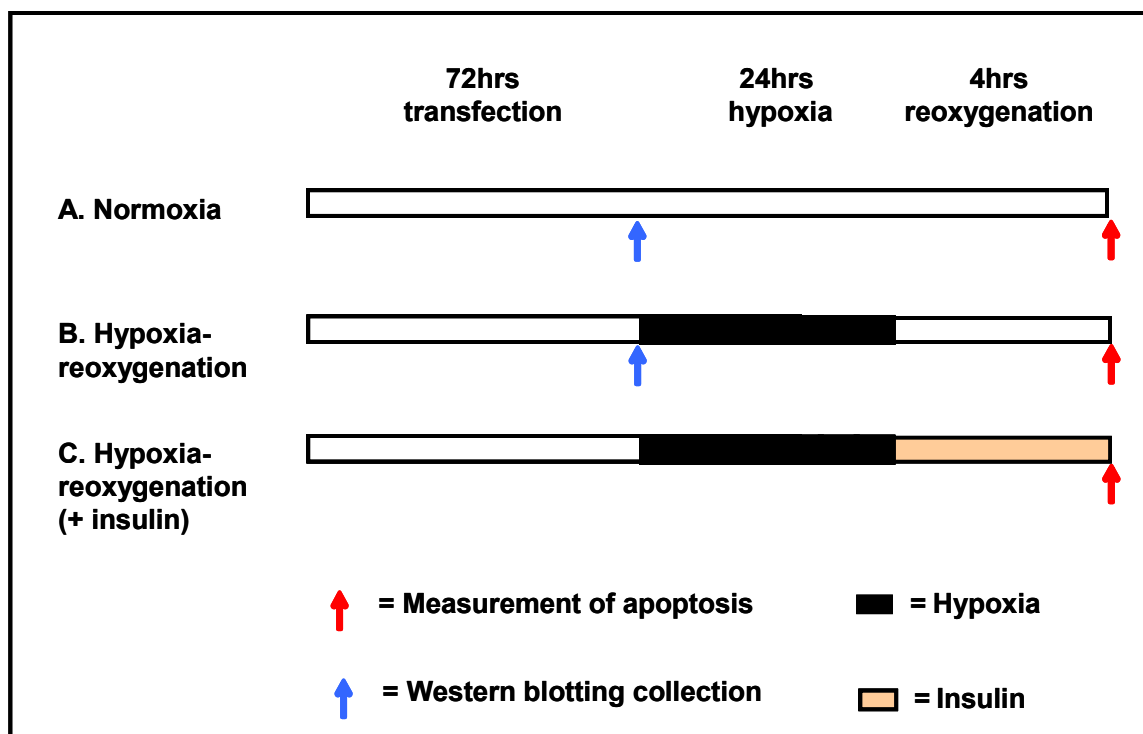 72hrs
transfection
24hrs
hypoxia
4hrs
reoxygenation
A. Normoxia
B. Hypoxia-
reoxygenation
C. Hypoxia-
reoxygenation
(+ insulin)
= Measurement of apoptosis
= Hypoxia
= Western blotting collection
= Insulin